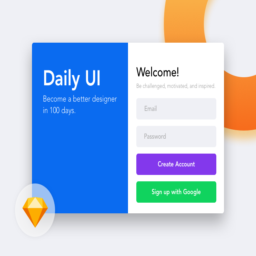 Daily UI
Become a better designer
in 100 days.
Welcome!
Be challenged, motivated, and inspired.
Email
Password
Create Account
Sign up with Google